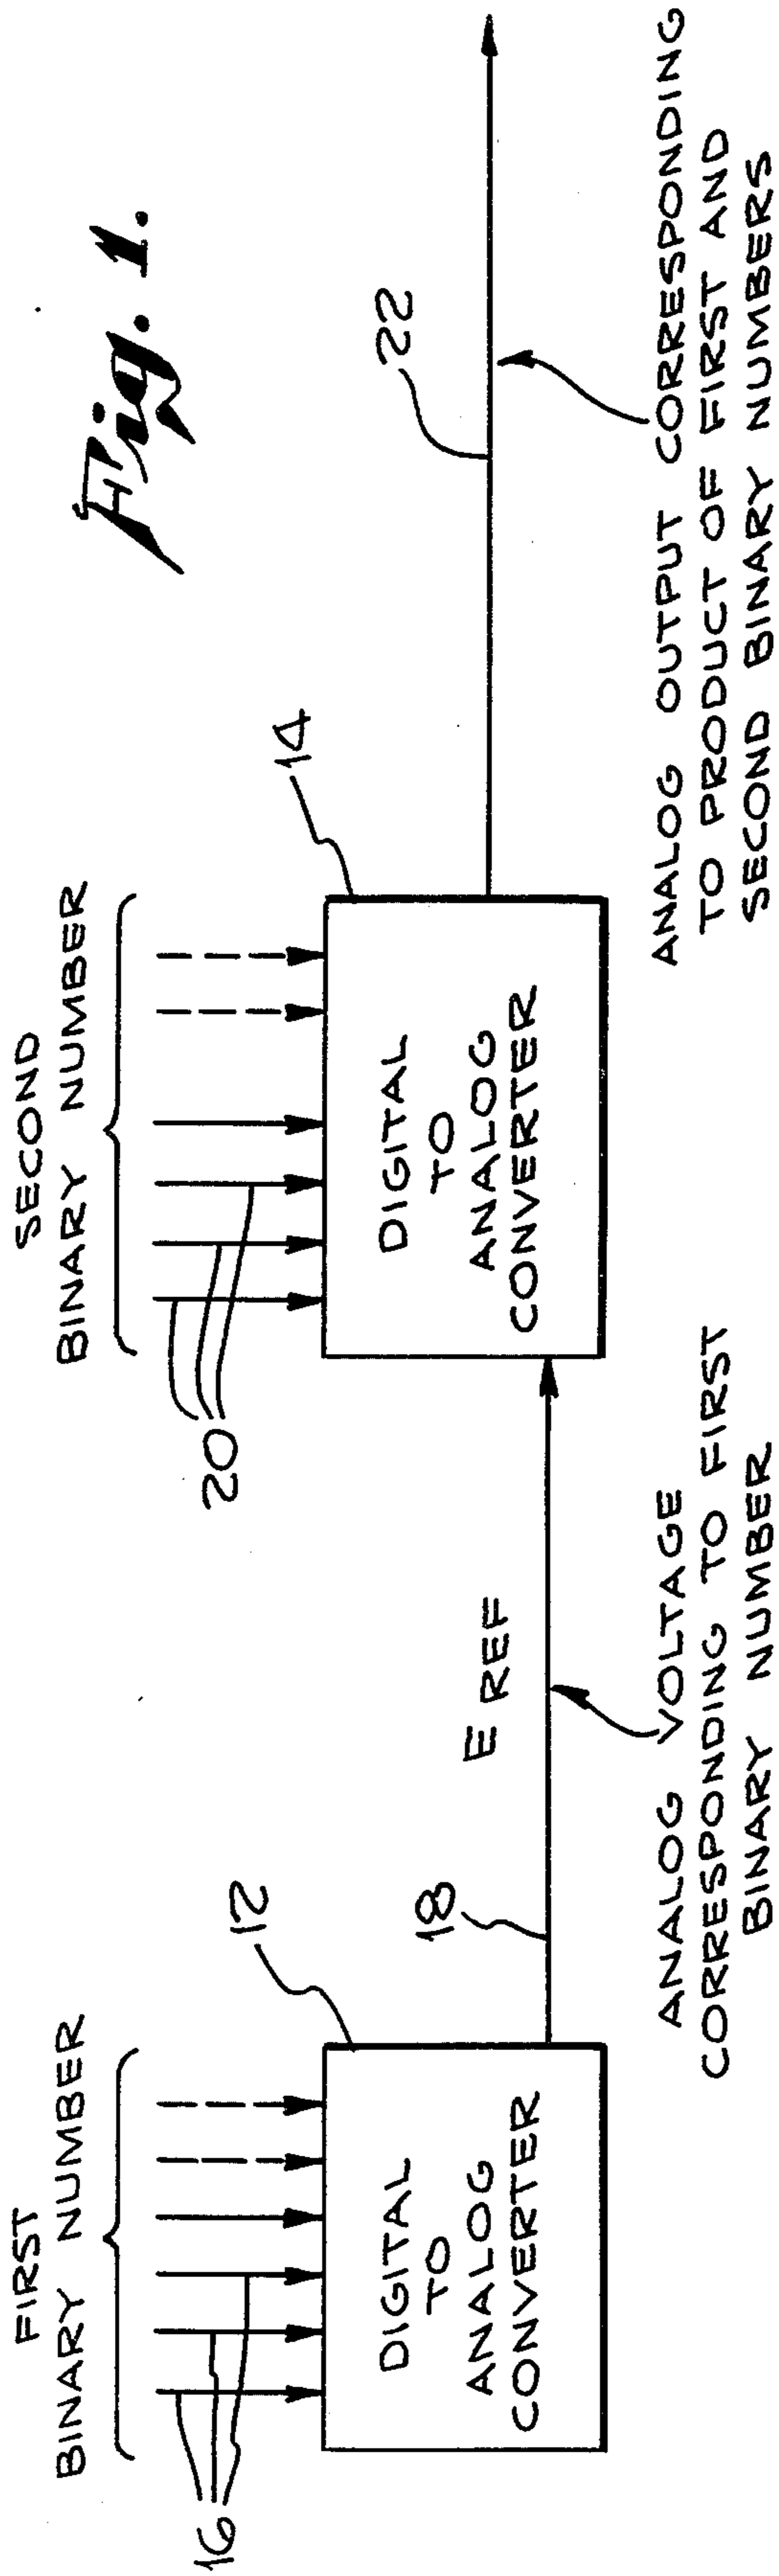 Fig. 1.
FIRST
BINARY NUMBER
16
12
DIGITAL
TO
ANALOG
CONVERTER
18
E REF
ANALOG VOLTAGE
CORRESPONDING TO FIRST
BINARY NUMBER
SECOND
BINARY NUMBER
20
14
DIGITAL
TO
ANALOG
CONVERTER
22
ANALOG OUTPUT CORRESPONDING
TO PRODUCT OF FIRST AND
SECOND BINARY NUMBERS